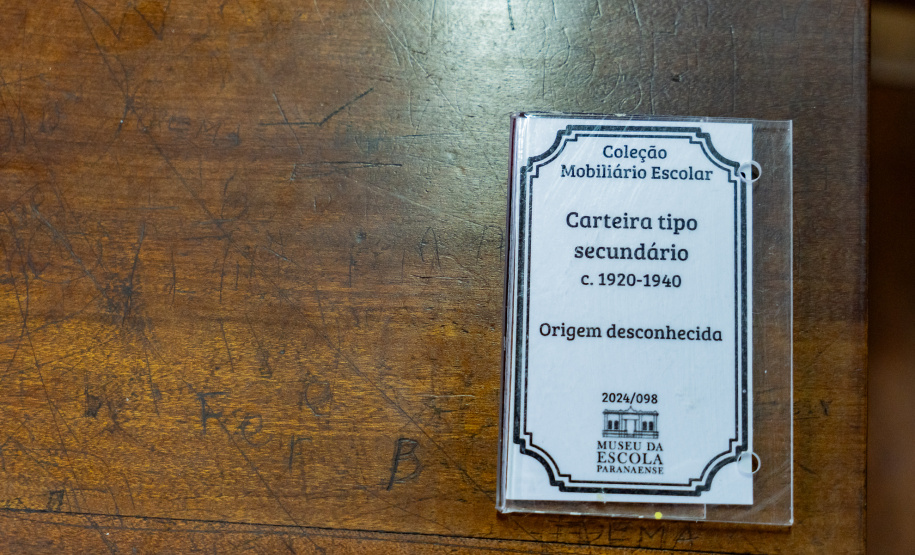 Coleção
Mobiliário Escolar
Carteira tipo
secundário
c. 1920-1940
Origem desconhecida
2024/098
MUSEU DA
ESCOLA
PARANAENSE
B